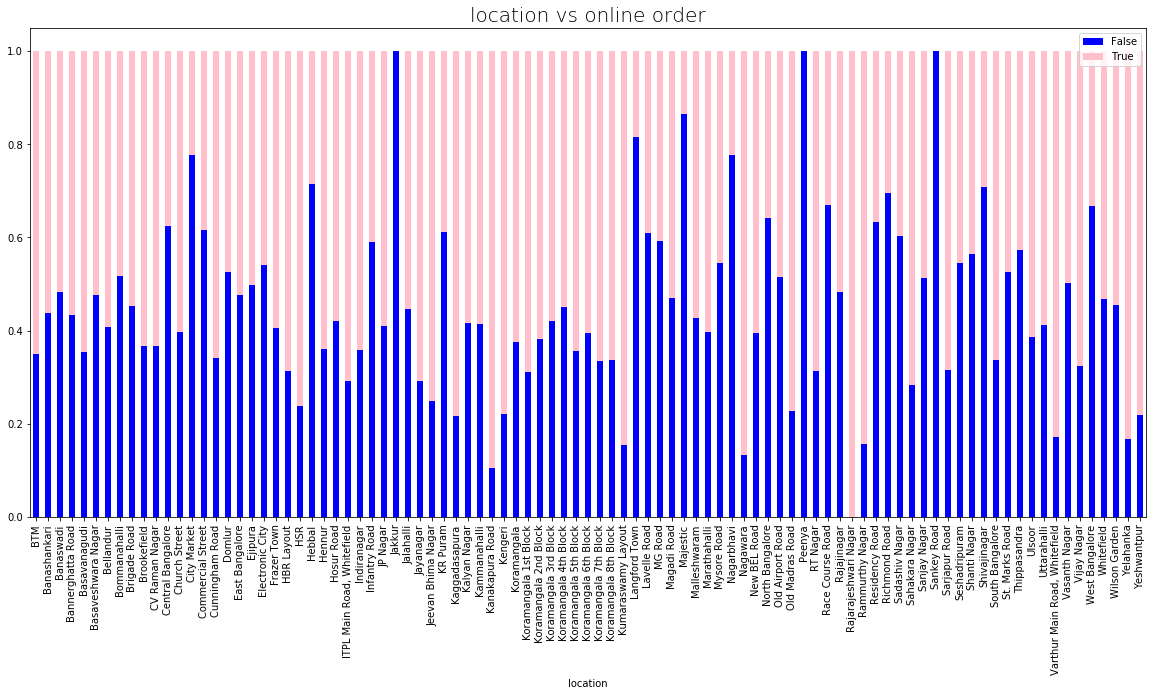 location vs online order
False
True
1.0
0.8
0.6
0.4
0.2
0.0
BTM
Banashankari
Banaswadi
Bannerghatta Road
Basavanagudi
Basaveshwara Nagar
Bellandur
Bommanahalli
Brigade Road
Brookefield
CV Raman Nagar
Central Bangalore
Church Street
City Market
Commercial Street
Cunningham Road
Domlur
East Bangalore
Ejipura
Electronic City
Frazer Town
HBR Layout
HSR
Hebbal
Hennur
Hosur Road
ITPL Main Road, Whitefield
Indiranagar
Infantry Road
JP Nagar
Jakkur
Jalahalli
Jayanagar
Jeevan Bhima Nagar
KR Puram
Kaggadasapura
Kalyan Nagar
Kammanahalli
Kanakapura Road
Kengeri
Koramangala
Koramangala 1st Block
Koramangala 2nd Block
Koramangala 3rd Block
Koramangala 4th Block
Koramangala 5th Block
Koramangala 6th Block
Koramangala 7th Block
Koramangala 8th Block
Kumaraswamy Layout
Langford Town
Lavelle Road
MG Road
Magadi Road
Majestic
Malleshwaram
Marathahalli
Mysore Road
Nagarbhavi
Nagawara
New BEL Road
North Bangalore
Old Airport Road
Old Madras Road
Peenya
RT Nagar
Race Course Road
Rajajinagar
Rajarajeshwari Nagar
Rammurthy Nagar
Residency Road
Richmond Road
Sadashiv Nagar
Sahakara Nagar
Sanjay Nagar
Sankey Road
Sarjapur Road
Seshadripuram
Shanti Nagar
Shivajinagar
South Bangalore
St. Marks Road
Thippasandra
Ulsoor
Uttarahalli
Varthur Main Road, Whitefield
Vasanth Nagar
Vijay Nagar
West Bangalore
Whitefield
Wilson Garden
Yelahanka
Yeshwantpur
location